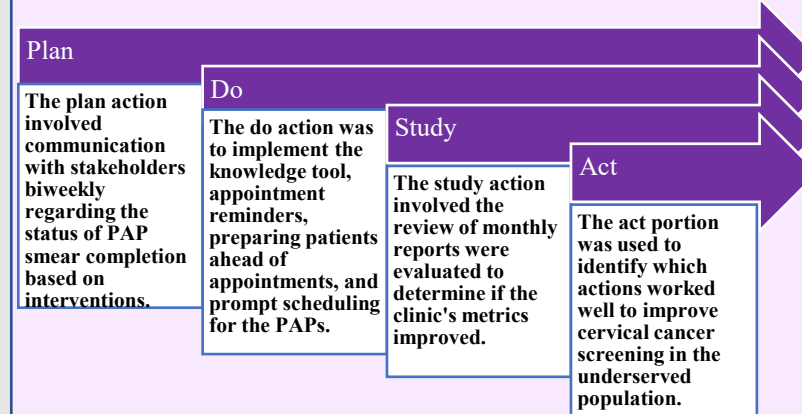 Plan
The plan action
involved
communication
with stakeholders
biweekly
regarding the
status of PAP
smear completion
based on
interventions.
Do
The do action was
to implement the
knowledge tool,
appointment
reminders,
preparing patients
ahead of
appointments, and
prompt scheduling
for the PAPs.
Study
The study action
involved the
review of monthly
reports were
evaluated to
determine if the
clinic's metrics
improved.
Act
The act portion
was used to
identify which
actions worked
well to improve
cervical cancer
screening in the
underserved
population.